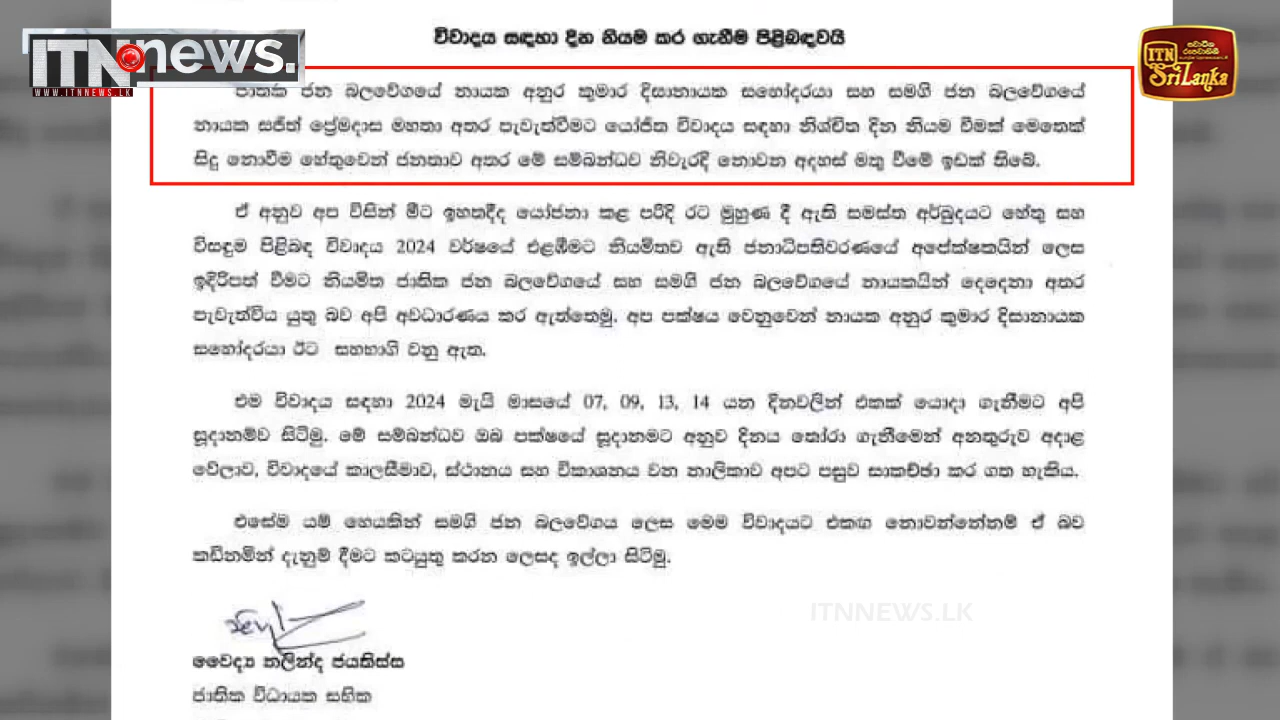 විවාදය සඳහා දින නියම කර ගැනීම පිළිබඳවයි
ITN news.
WWW.ITNNEWS.LK
ITN
ස්වාධීන
රූපවාහිනී
Sri Lanka
ජාතික ජන බලවේගයේ නායක අනුර කුමාර දිසානායක සහෝදරයා සහ සමගි ජන බලවේගයේ
නායක සජිත් ප්‍රේමදාස මහතා අතර පැවැත්වීමට යෝජිත විවාදය සඳහා නිශ්චිත දින නියම වීමක් මෙතෙක්
සිදු නොවීම හේතුවෙන් ජනතාව අතර මේ සම්බන්ධව නිවැරදි නොවන අදහස් මතු වීමේ ඉඩක් තිබේ.
ඒ අනුව අප විසින් මීට ඉහතදීද යෝජනා කළ පරිදි රට මුහුණ දී ඇති සමස්ත අර්බුදයට හේතු සහ
විසඳුම් පිළිබඳ විවාදය 2024 වර්ෂයේ එළඹීමට නියමිතව ඇති ජනාධිපතිවරණයේ අපේක්ෂකයින් ලෙස
ඉදිරිපත් වීමට නියමිත ජාතික ජන බලවේගයේ සහ සමගි ජන බලවේගයේ නායකයින් දෙදෙනා අතර
පැවැත්විය යුතු බව අපි අවධාරණය කර ඇත්තෙමු. අප පක්ෂය වෙනුවෙන් නායක අනුර කුමාර දිසානායක
සහෝදරයා ඊට සහභාගි වනු ඇත.
එම විවාදය සඳහා 2024 මැයි මාසයේ 07, 09, 13, 14 යන දිනවලින් එකක් යොදා ගැනීමට අපි
සූදානම්ව සිටිමු. මේ සම්බන්ධව ඔබ පක්ෂයේ සූදානමට අනුව දිනය තෝරා ගැනීමෙන් අනතුරුව අදාළ
වේලාව, විවාදයේ කාලසීමාව, ස්ථානය සහ විකාශනය වන නාලිකාව අපට පසුව සාකච්ඡා කර ගත හැකිය.
එසේම යම් හෙයකින් සමගි ජන බලවේගය ලෙස මෙම විවාදයට එකඟ නොවන්නේනම් ඒ බව
කඩිනමින් දැනුම් දීමට කටයුතු කරන ලෙසද ඉල්ලා සිටිමු.
ITNNEWS.LK
වෛද්‍ය නලින්ද ජයතිස්ස
ජාතික විධායක සභික